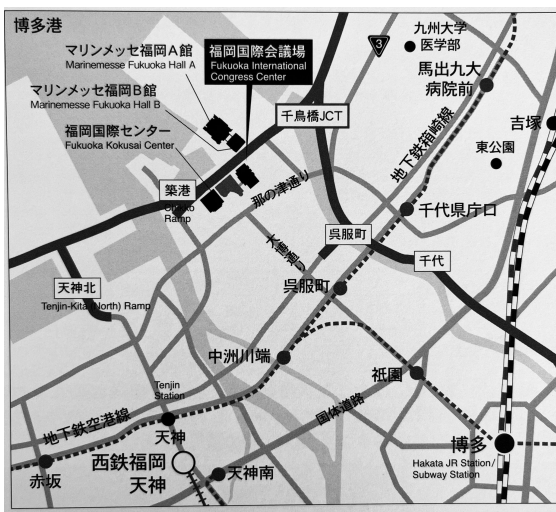 博多港
マリンメッセ福岡A館
Marinemesse Fukuoka Hall A
マリンメッセ福岡B館
Marinemesse Fukuoka Hall B
福岡国際センター
Fukuoka Kokusai Center
福岡国際会議場
Fukuoka International
Congress Center
3
九州大学
医学部
馬出九大
病院前
吉塚
東公園
千鳥橋JCT
地下鉄箱崎線
築港
Ramp
那の津通り
大博通り
千代県庁口
呉服町
千代
天神北
Tenjin-Kita (North) Ramp
呉服町
中洲川端
祇園
国体道路
Tenjin
Station
地下鉄空港線
天神
赤坂
西鉄福岡
天神
天神南
博多
Hakata JR Station/
Subway Station